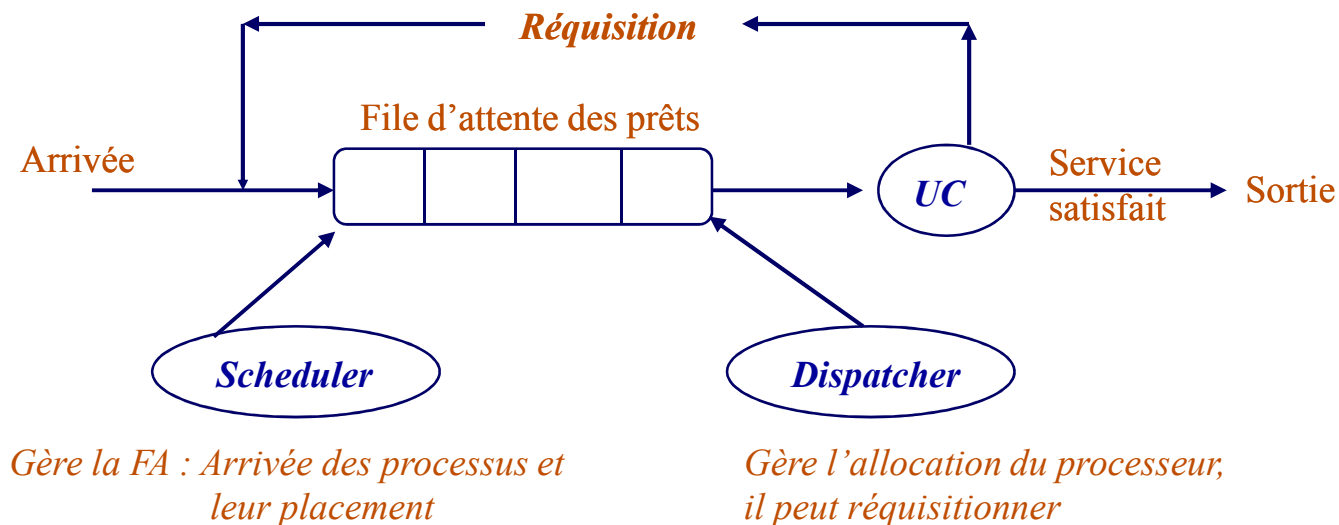 Réquisition
File d’attente des prêts
Arrivée
UC
Service
satisfait
Sortie
Scheduler
Dispatcher
Gère la FA : Arrivée des processus et
leur placement
Gère l’allocation du processeur,
il peut réquisitionner